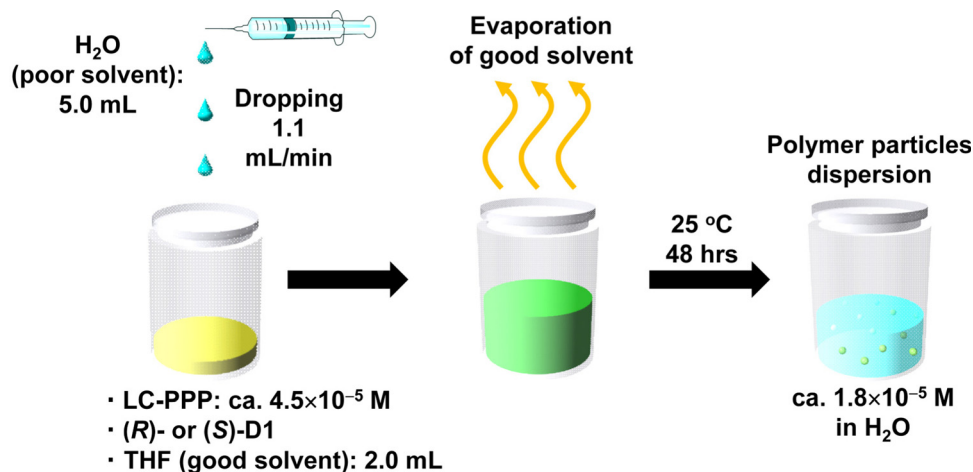 H₂O
(poor solvent):
5.0 mL
Dropping
1.1
mL/min
Evaporation
of good solvent
25 °C
48 hrs
Polymer particles
dispersion
· LC-PPP: ca. 4.5×10⁻⁵ M
· (R)- or (S)-D1
· THF (good solvent): 2.0 mL
ca. 1.8×10⁻⁵ M
in H₂O